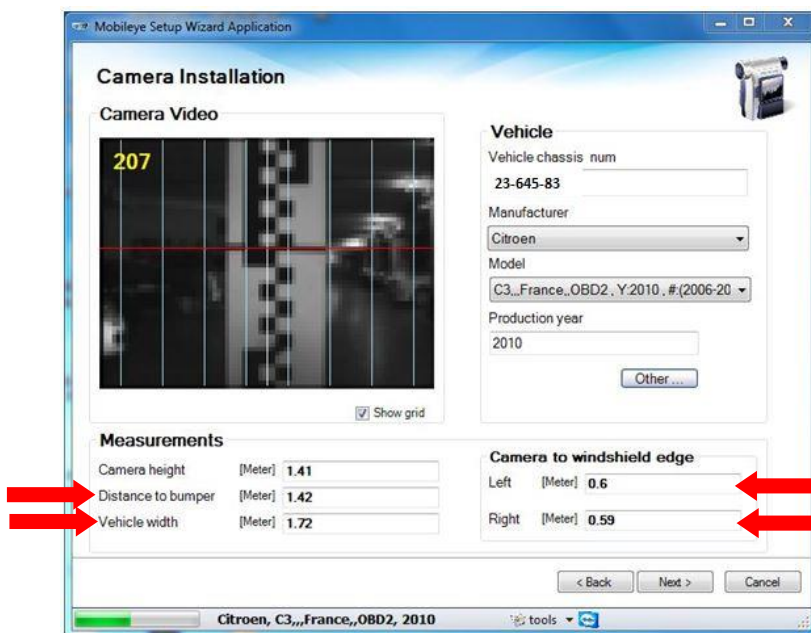 Mobileye Setup Wizard Application
Camera Installation
Camera Video
207
Show grid
Vehicle
Vehicle chassis num
23-645-83
Manufacturer
Citroen
Model
C3,,,France,,OBD2 , Y:2010 , #:(2006-20
Production year
2010
Other ...
Measurements
Camera height [Meter] 1.41
Distance to bumper [Meter] 1.42
Vehicle width [Meter] 1.72
Camera to windshield edge
Left [Meter] 0.6
Right [Meter] 0.59
< Back Next > Cancel
Citroen, C3,,,France,,OBD2, 2010 tools